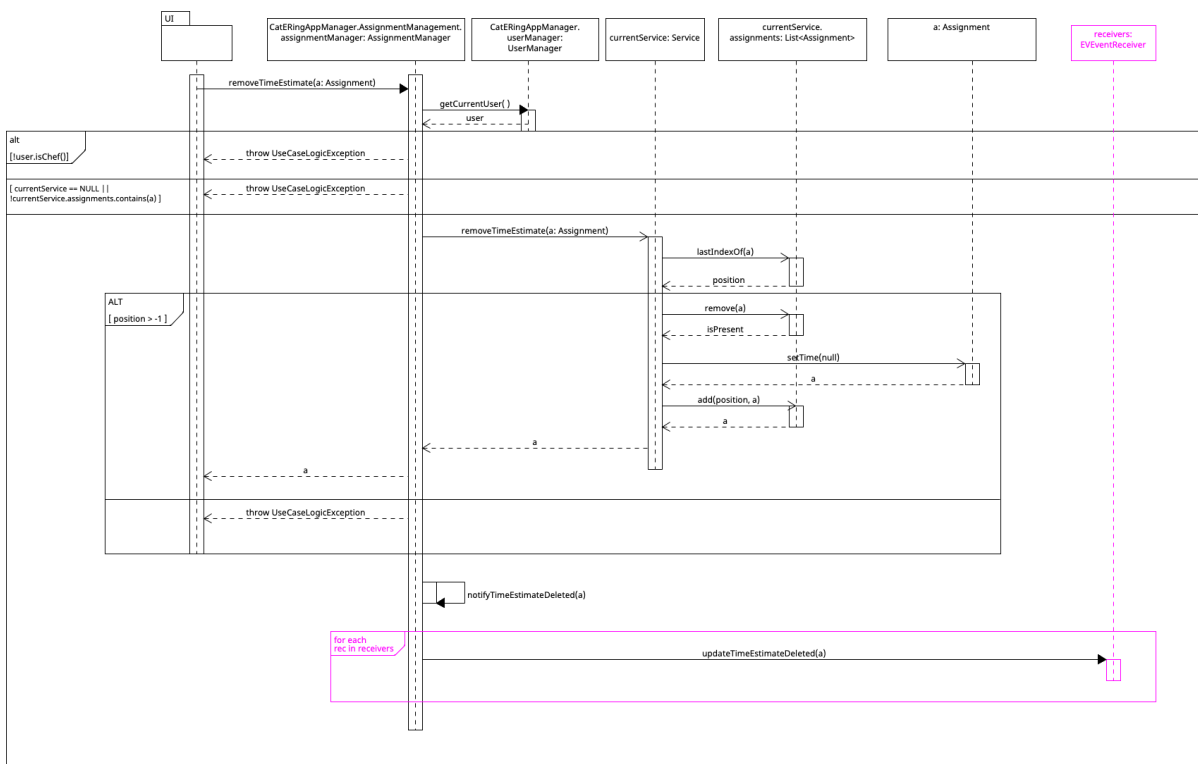 UI
CatERingAppManager.AssignmentManagement.
assignmentManager: AssignmentManager
CatERingAppManager.
userManager:
UserManager
currentService: Service
currentService.
assignments: List<Assignment>
a: Assignment
receivers:
EVEventReceiver
removeTimeEstimate(a: Assignment)
getCurrentUser( )
user
alt
[!user.isChef()]
throw UseCaseLogicException
[ currentService == NULL ||
!currentService.assignments.contains(a) ]
throw UseCaseLogicException
removeTimeEstimate(a: Assignment)
lastIndexOf(a)
position
ALT
[ position > -1 ]
remove(a)
isPresent
setTime(null)
a
add(position, a)
a
a
a
throw UseCaseLogicException
notifyTimeEstimateDeleted(a)
for each
rec in receivers
updateTimeEstimateDeleted(a)